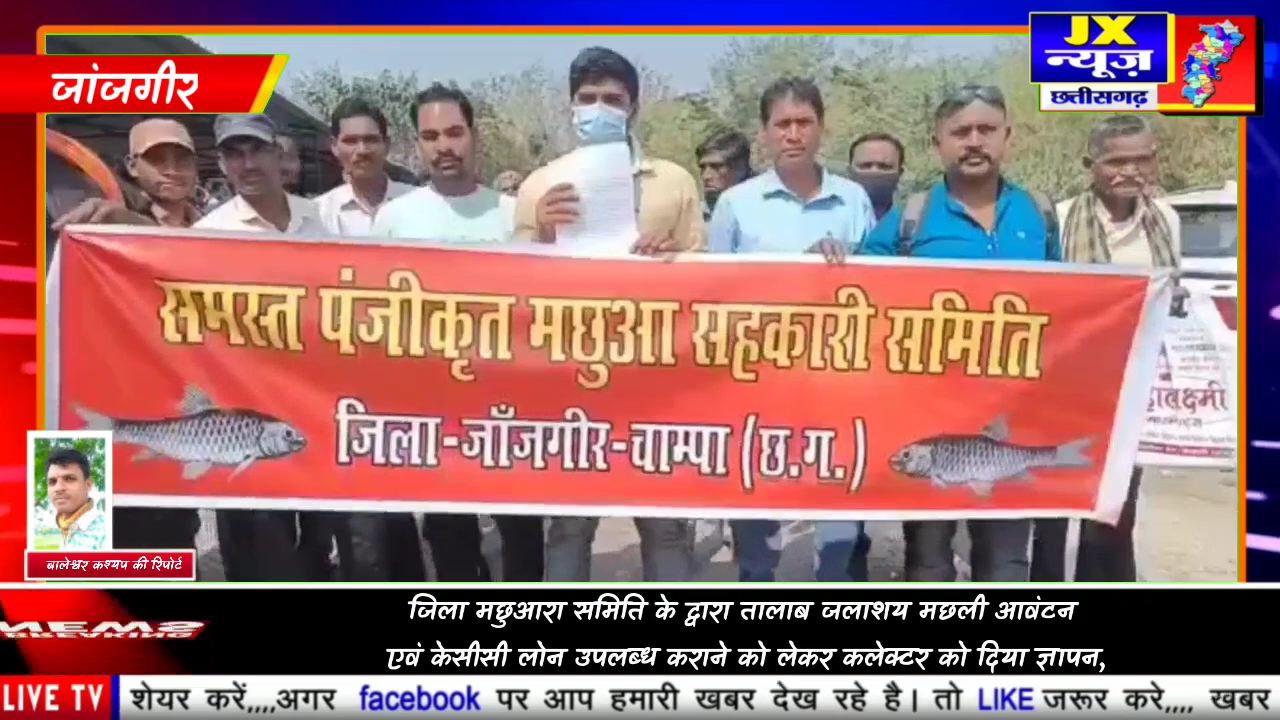 JX
न्यूज़
छत्तीसगढ़
जांजगीर
समस्त पंजीकृत मछुआ सहकारी समिति
जिला-जाँजगीर-चाम्पा (छ.ग.)
बालेश्वर कश्यप की रिपोर्ट
जिला मछुआरा समिति के द्वारा तालाब जलाशय मछली आवंटन
एवं केसीसी लोन उपलब्ध कराने को लेकर कलेक्टर को दिया ज्ञापन,
LIVE TV शेयर करें,,,,अगर facebook पर आप हमारी खबर देख रहे है। तो LIKE जरूर करे,,,, खबर